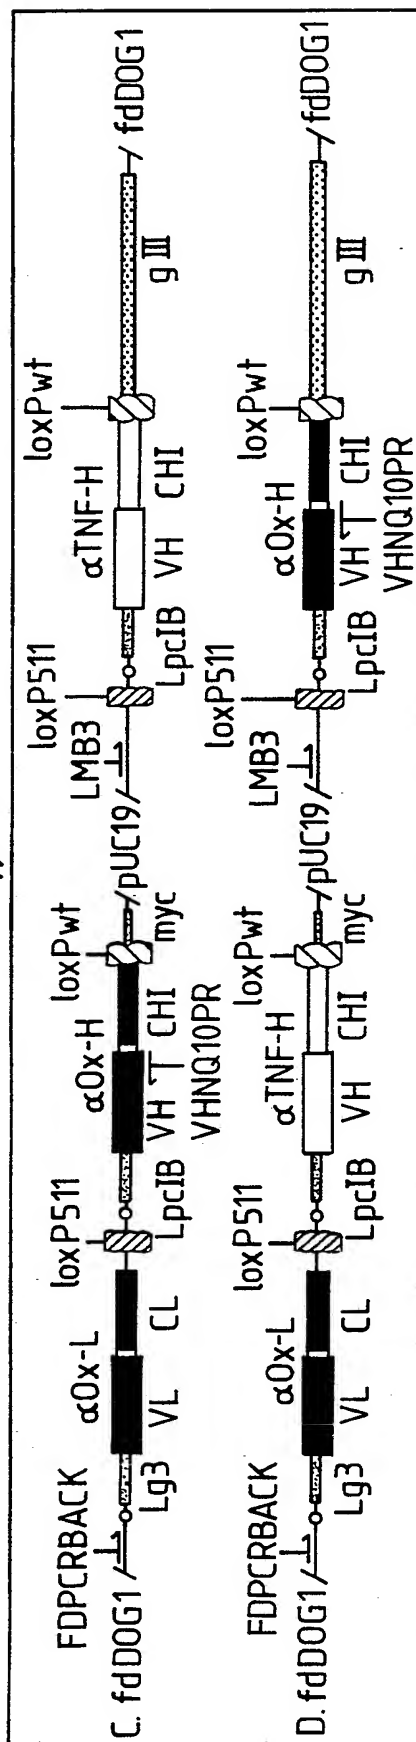 loxPwt loxPwt
FDPCRBACK αOx-L loxP511 αOx-H LMB3 loxP511 αTNF-H
C. fdDOG1 pUC19 fdDOG1
Lg3 VL CL LpcIB VH CHI myc LpcIB VH CHI gIII
VHNQ10PR
loxPwt loxPwt
FDPCRBACK αOx-L loxP511 αTNF-H LMB3 loxP511 αOx-H
D. fdDOG1 pUC19 fdDOG1
Lg3 VL CL LpcIB VH CHI myc LpcIB VH CHI gIII
VHNQ10PR